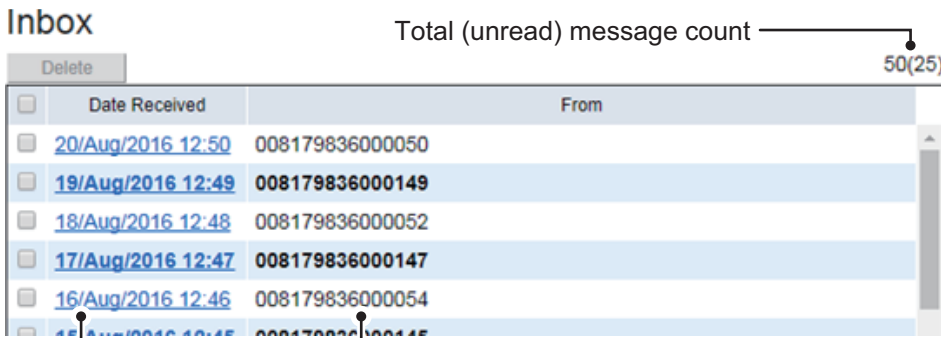 Inbox
Total (unread) message count
Delete
50(25)
Date Received From
20/Aug/2016 12:50 008179836000050
19/Aug/2016 12:49 008179836000149
18/Aug/2016 12:48 008179836000052
17/Aug/2016 12:47 008179836000147
16/Aug/2016 12:46 008179836000054